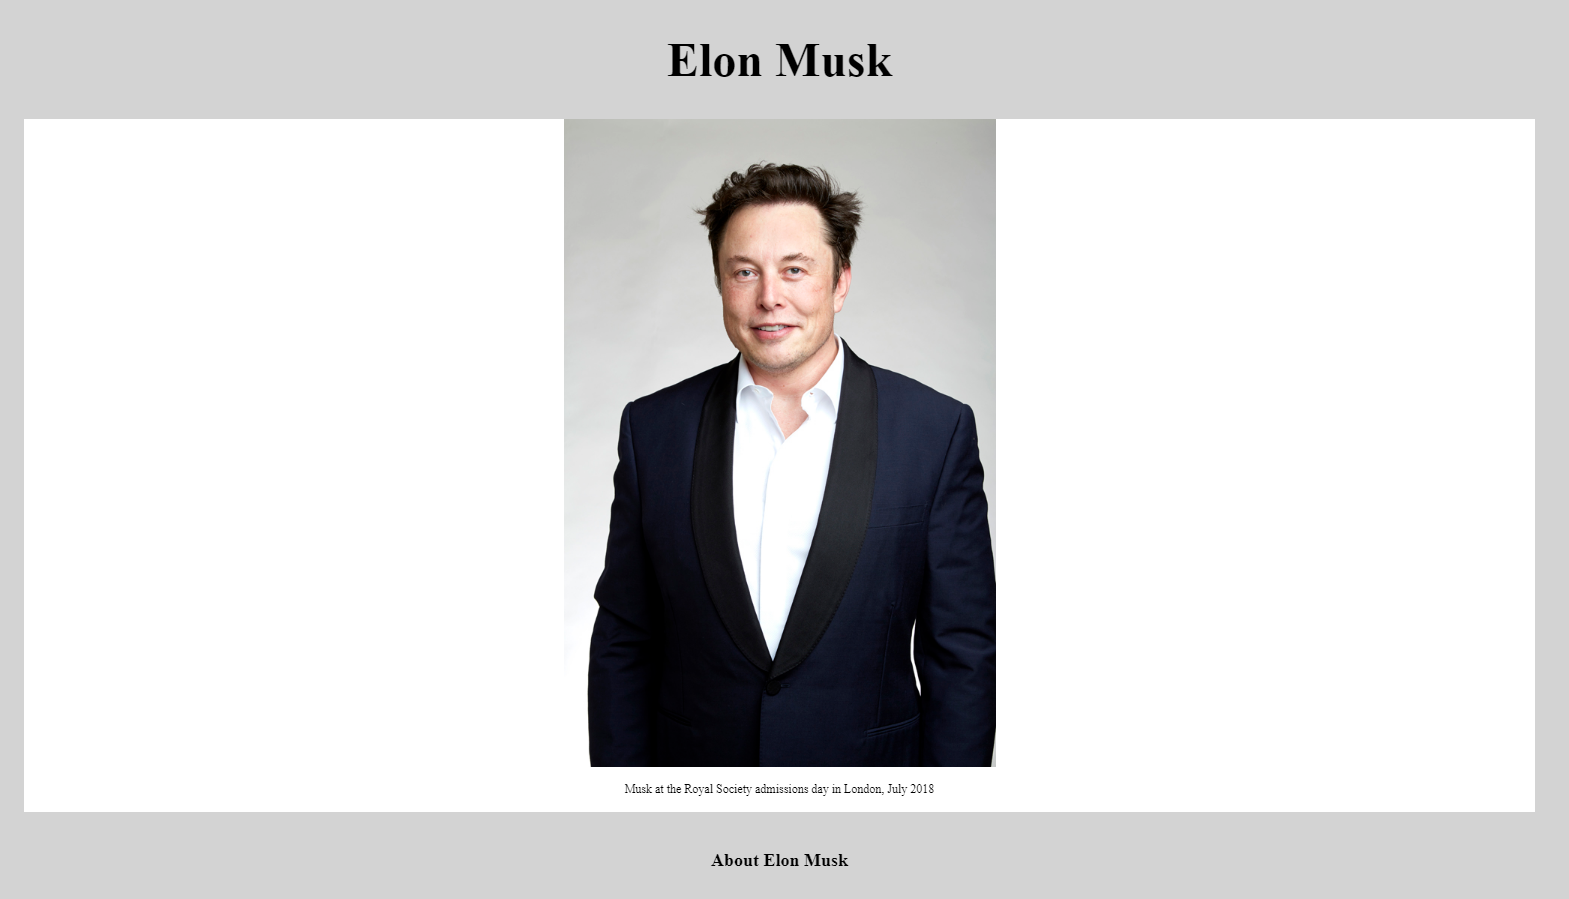 Elon Musk
Musk at the Royal Society admissions day in London, July 2018
About Elon Musk